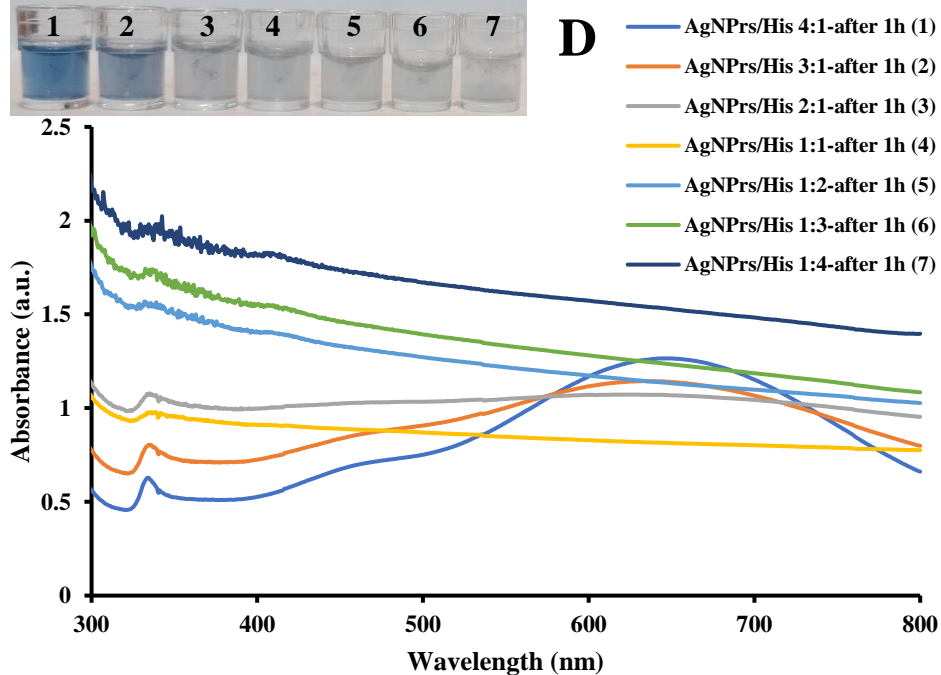 1 2 3 4 5 6 7
D
AgNPrs/His 4:1-after 1h (1)
AgNPrs/His 3:1-after 1h (2)
AgNPrs/His 2:1-after 1h (3)
AgNPrs/His 1:1-after 1h (4)
AgNPrs/His 1:2-after 1h (5)
AgNPrs/His 1:3-after 1h (6)
AgNPrs/His 1:4-after 1h (7)
2.5
2
1.5
1
0.5
0
Absorbance (a.u.)
300 400 500 600 700 800
Wavelength (nm)